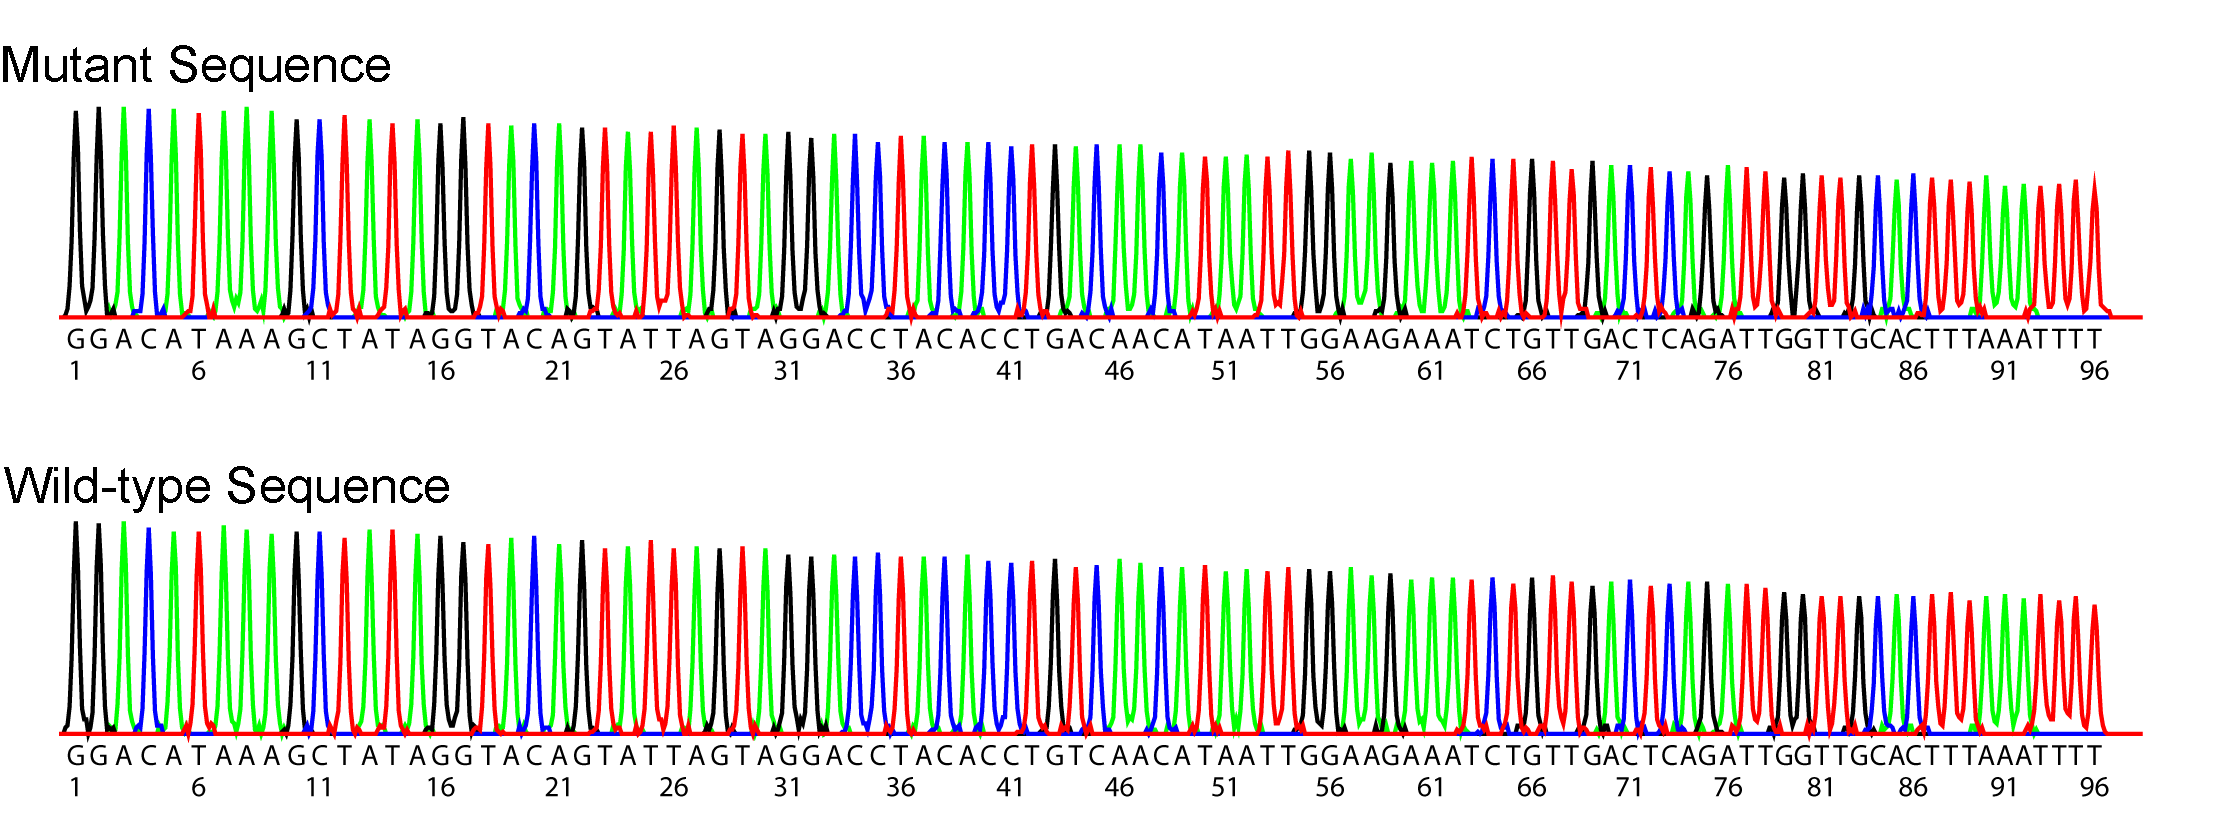 Mutant Sequence
GGACATAAAGCTATAGGTACAGTATTAGTAGGACCTACACCTGACAACATAATTGGAAGAAATCTGTTGACTCAGATTGGTTGCACTTTAAATTTT
1 6 11 16 21 26 31 36 41 46 51 56 61 66 71 76 81 86 91 96
Wild-type Sequence
GGACATAAAGCTATAGGTACAGTATTAGTAGGACCTACACCTGTCAACATAATTGGAAGAAATCTGTTGACTCAGATTGGTTGCACTTTAAATTTT
1 6 11 16 21 26 31 36 41 46 51 56 61 66 71 76 81 86 91 96